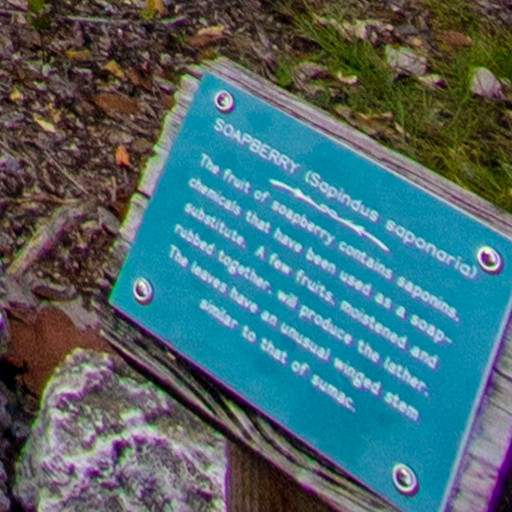 SOAPBERRY (Sapindus saponaria)
The fruit of soapberry contains saponins,
chemicals that have been used as a soap-
substitute. A few fruits, moistened and
rubbed together, will produce the lather.
The leaves have an unusual winged stem
similar to that of sumac.